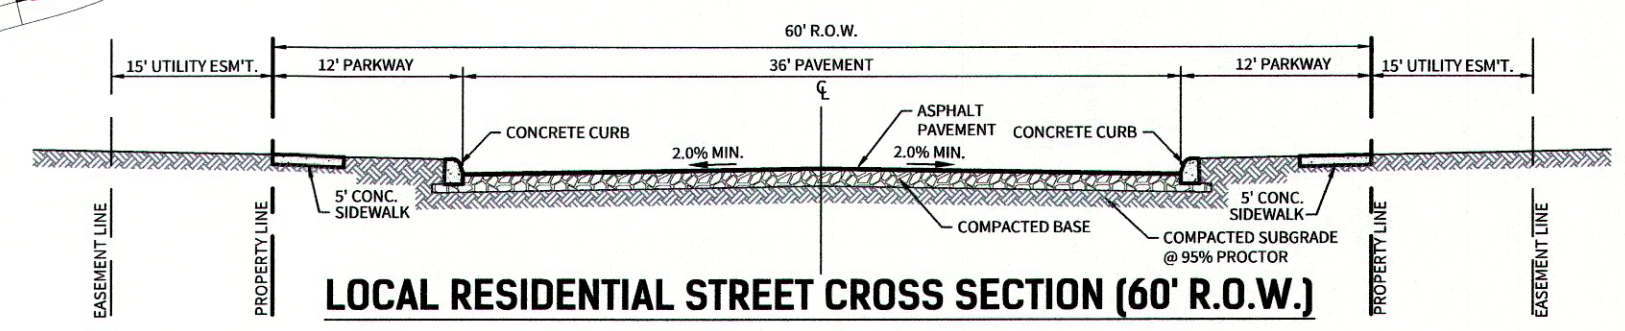 60' R.O.W.
15' UTILITY ESM'T.
12' PARKWAY
36' PAVEMENT
12' PARKWAY
15' UTILITY ESM'T.
℄
CONCRETE CURB
ASPHALT
PAVEMENT
CONCRETE CURB
2.0% MIN.
2.0% MIN.
5' CONC.
SIDEWALK
5' CONC.
SIDEWALK
COMPACTED BASE
COMPACTED SUBGRADE
@ 95% PROCTOR
EASEMENT LINE
PROPERTY LINE
PROPERTY LINE
EASEMENT LINE
LOCAL RESIDENTIAL STREET CROSS SECTION (60' R.O.W.)